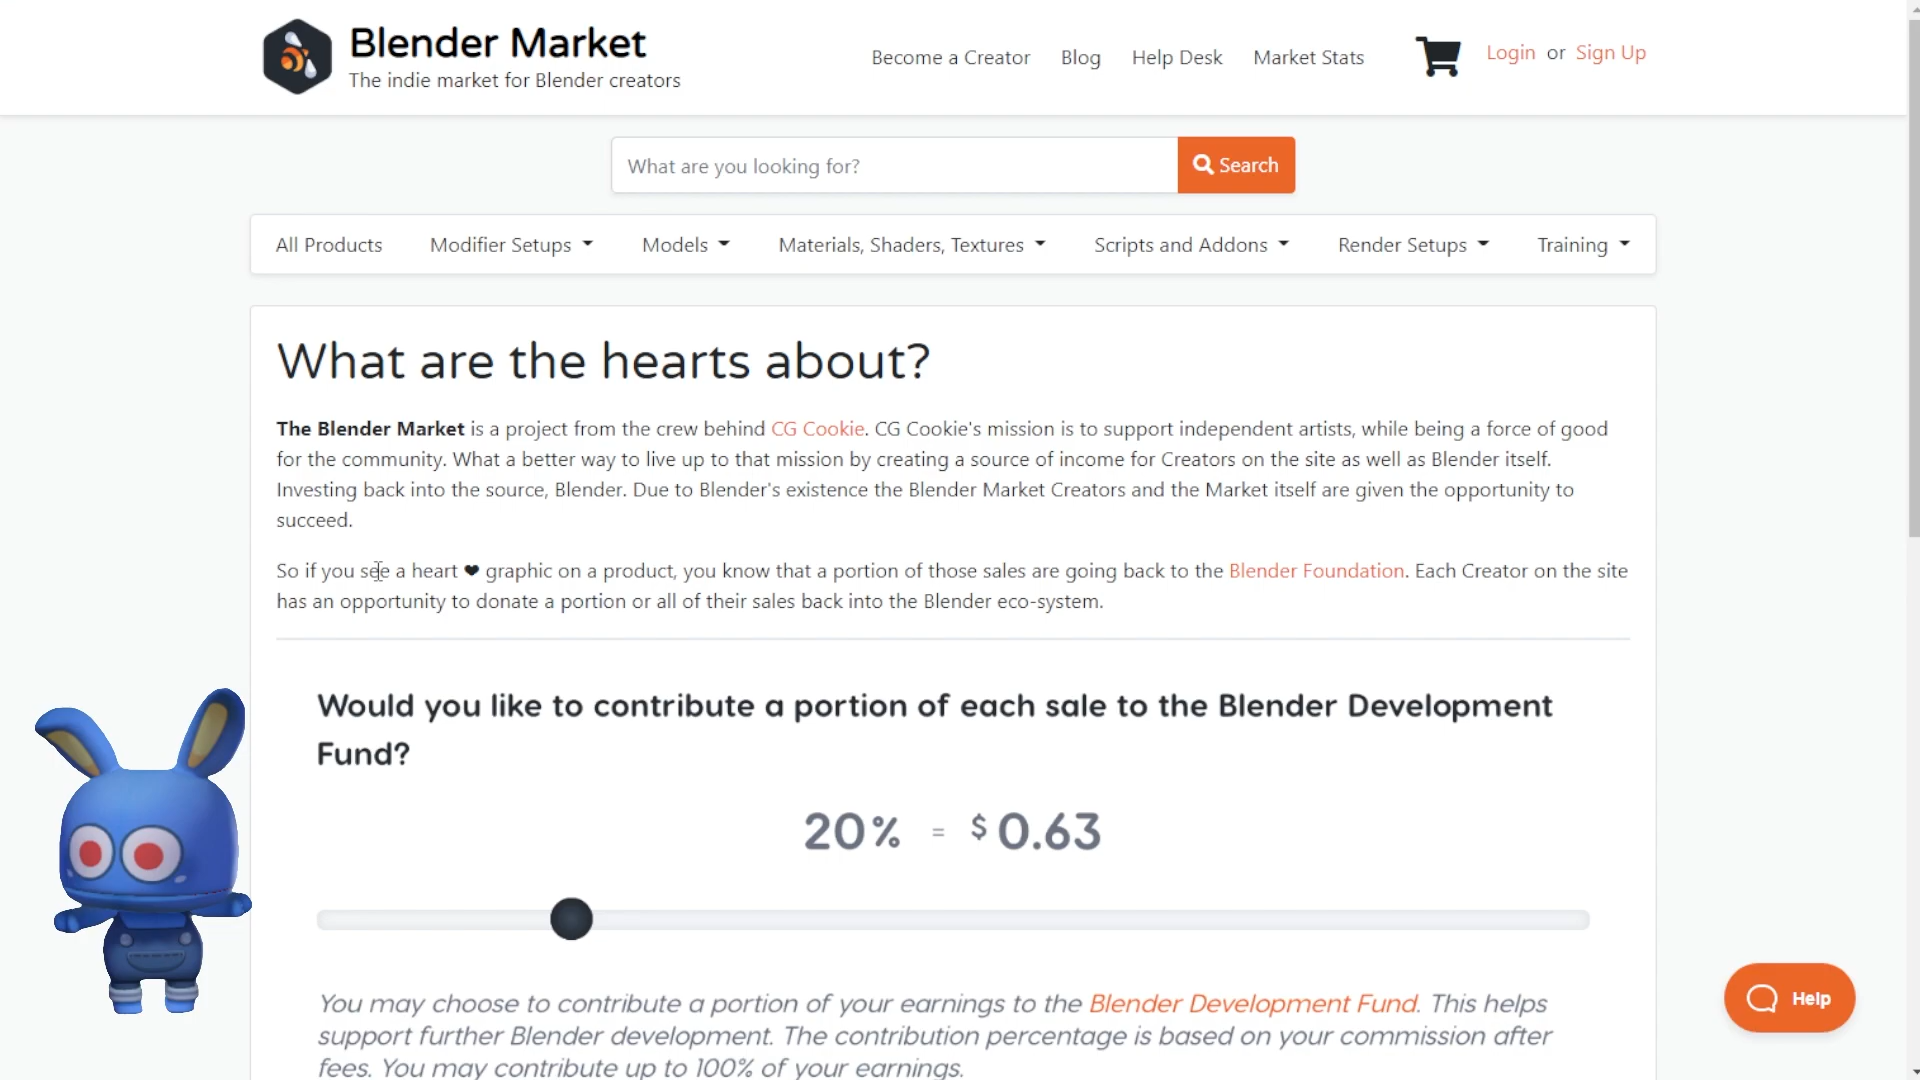 Blender Market
The indie market for Blender creators
Become a Creator Blog Help Desk Market Stats Login or Sign Up
What are you looking for? Search
All Products Modifier Setups Models Materials, Shaders, Textures Scripts and Addons Render Setups Training
What are the hearts about?
The Blender Market is a project from the crew behind CG Cookie. CG Cookie's mission is to support independent artists, while being a force of good
for the community. What a better way to live up to that mission by creating a source of income for Creators on the site as well as Blender itself.
Investing back into the source, Blender. Due to Blender's existence the Blender Market Creators and the Market itself are given the opportunity to
succeed.
So if you see a heart ❤ graphic on a product, you know that a portion of those sales are going back to the Blender Foundation. Each Creator on the site
has an opportunity to donate a portion or all of their sales back into the Blender eco-system.
Would you like to contribute a portion of each sale to the Blender Development
Fund?
20% = $ 0.63
You may choose to contribute a portion of your earnings to the Blender Development Fund. This helps
support further Blender development. The contribution percentage is based on your commission after
fees. You may contribute up to 100% of your earnings.
Help